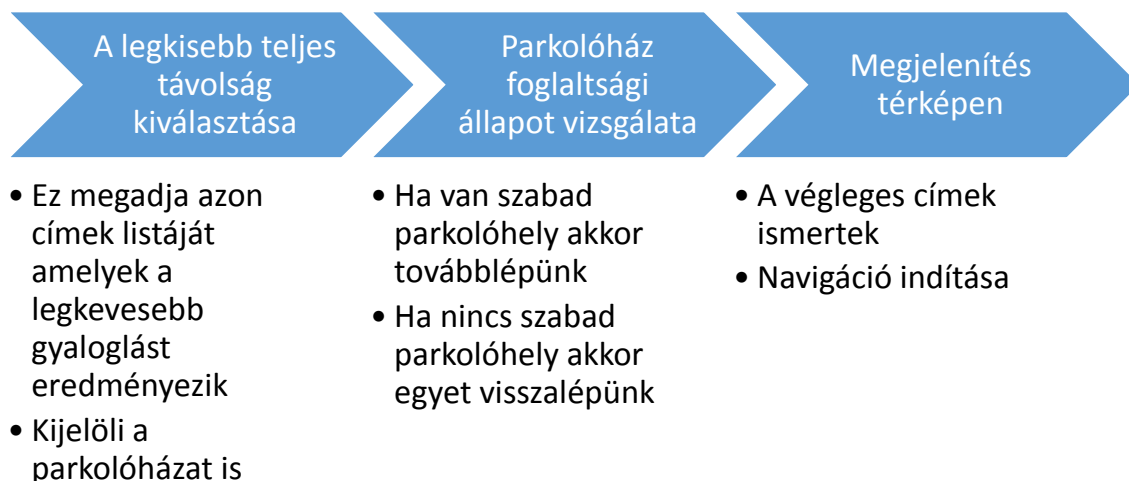 A legkisebb teljes
távolság
kiválasztása
Parkolóház
foglaltsági
állapot vizsgálata
Megjelenítés
térképen
• Ez megadja azon
címek listáját
amelyek a
legkevesebb
gyaloglást
eredményezik
• Kijelöli a
parkolóházat is
• Ha van szabad
parkolóhely akkor
továbblépünk
• Ha nincs szabad
parkolóhely akkor
egyet visszalépünk
• A végleges címek
ismertek
• Navigáció indítása